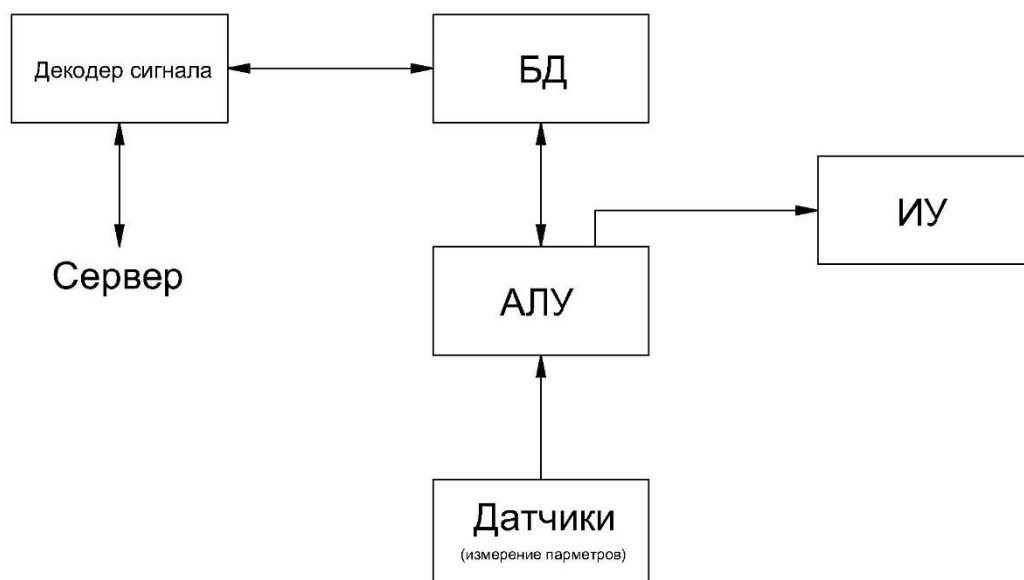 Декодер сигнала
БД
ИУ
Сервер
АЛУ
Датчики
(измерение парметров)